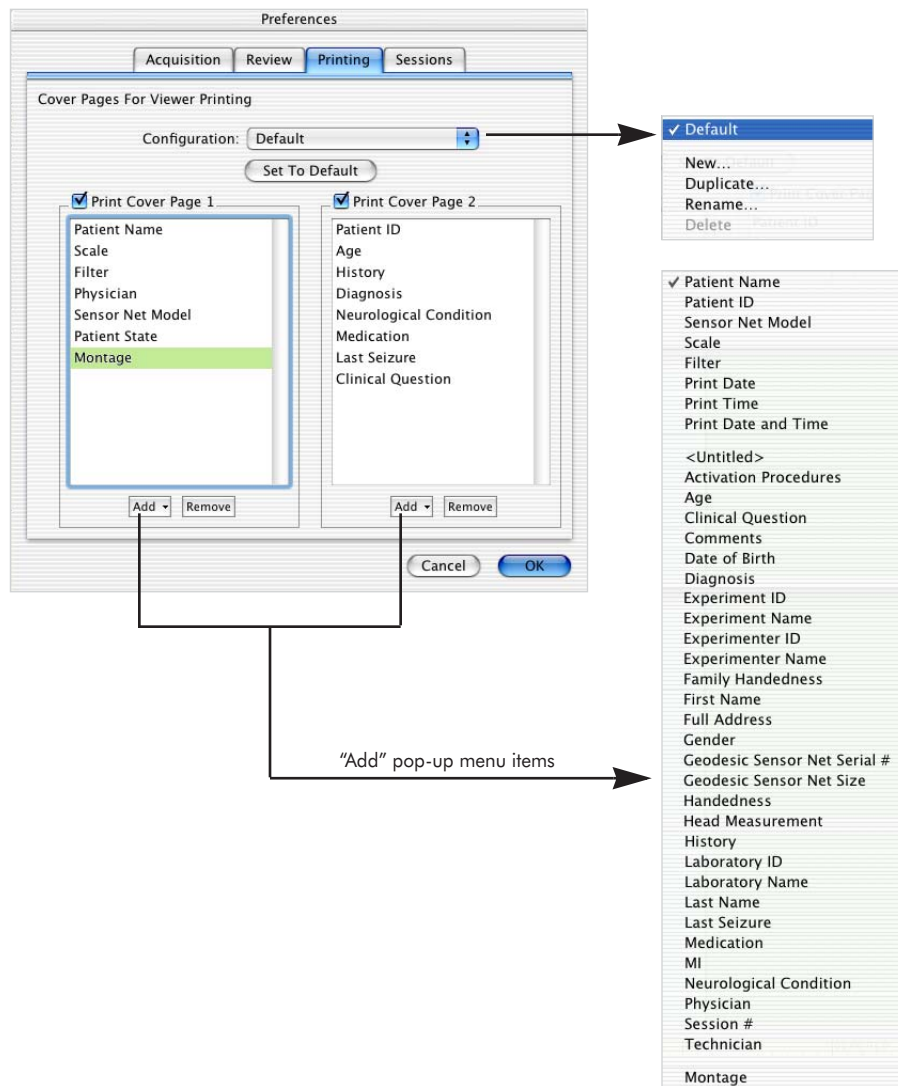 Preferences
Acquisition Review Printing Sessions
Cover Pages For Viewer Printing
Configuration: Default
Set To Default
Print Cover Page 1
Patient Name
Scale
Filter
Physician
Sensor Net Model
Patient State
Montage
Add Remove
Print Cover Page 2
Patient ID
Age
History
Diagnosis
Neurological Condition
Medication
Last Seizure
Clinical Question
Add Remove
Cancel OK
✓ Default
New...
Duplicate...
Rename...
Delete
“Add” pop-up menu items
✓ Patient Name
Patient ID
Sensor Net Model
Scale
Filter
Print Date
Print Time
Print Date and Time
<Untitled>
Activation Procedures
Age
Clinical Question
Comments
Date of Birth
Diagnosis
Experiment ID
Experiment Name
Experimenter ID
Experimenter Name
Family Handedness
First Name
Full Address
Gender
Geodesic Sensor Net Serial #
Geodesic Sensor Net Size
Handedness
Head Measurement
History
Laboratory ID
Laboratory Name
Last Name
Last Seizure
Medication
MI
Neurological Condition
Physician
Session #
Technician
Montage